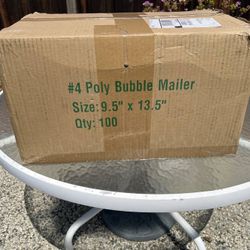 #4 Poly Bubble Mailer
Size: 9.5" x 13.5"
Qty: 100